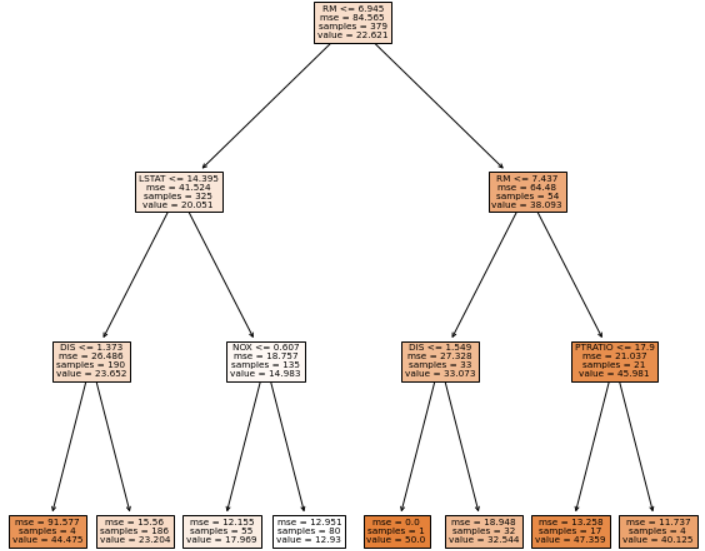 RM <= 6.945
mse = 84.565
samples = 379
value = 22.621
LSTAT <= 14.395
mse = 41.524
samples = 325
value = 20.051
RM <= 7.437
mse = 64.48
samples = 54
value = 38.093
DIS <= 1.373
mse = 26.486
samples = 190
value = 23.652
NOX <= 0.607
mse = 18.757
samples = 135
value = 14.983
DIS <= 1.549
mse = 27.328
samples = 33
value = 33.073
PTRATIO <= 17.9
mse = 21.037
samples = 21
value = 45.981
mse = 91.577
samples = 4
value = 44.475
mse = 15.56
samples = 186
value = 23.204
mse = 12.155
samples = 55
value = 17.969
mse = 12.951
samples = 80
value = 12.93
mse = 0.0
samples = 1
value = 50.0
mse = 18.948
samples = 32
value = 32.544
mse = 13.258
samples = 17
value = 47.359
mse = 11.737
samples = 4
value = 40.125